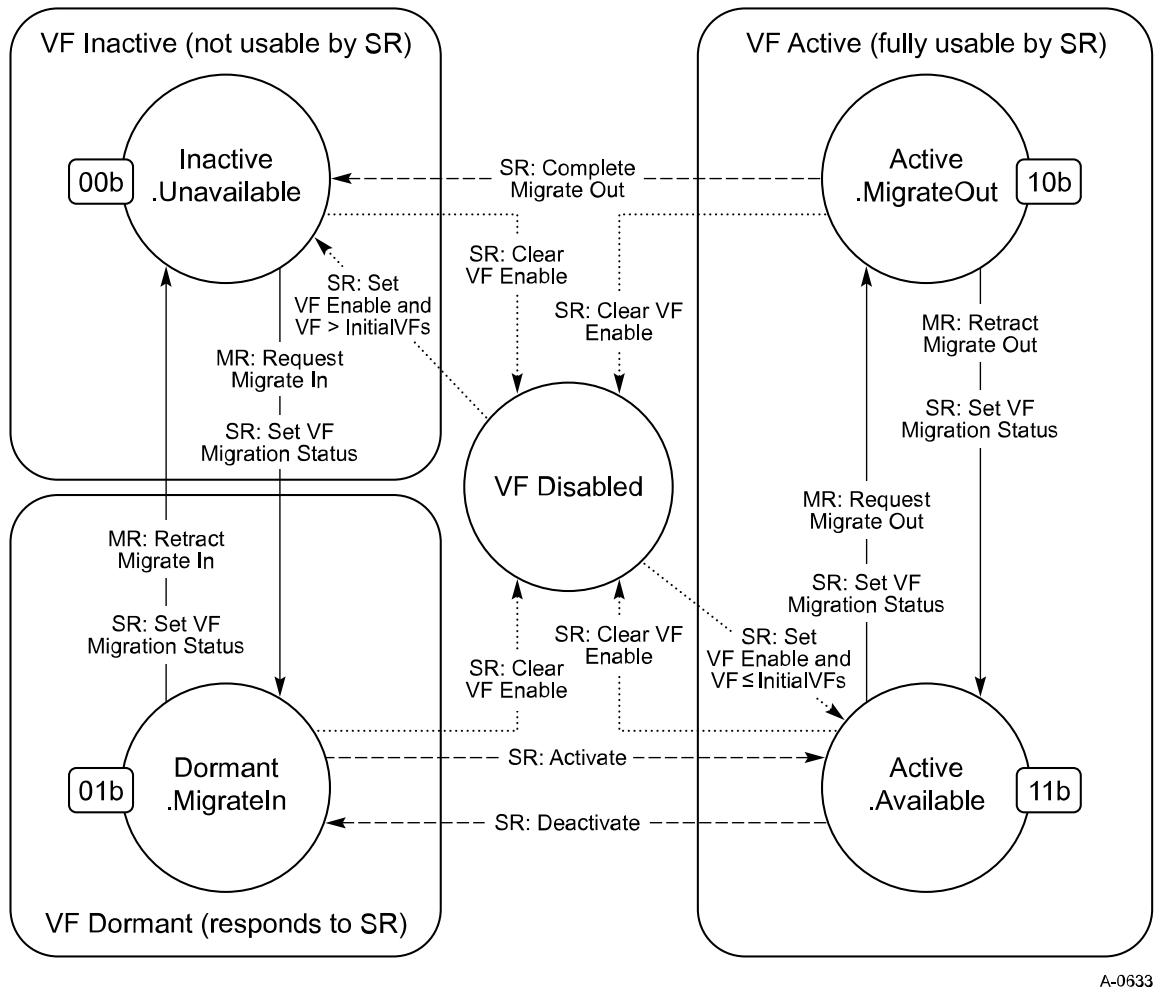 VF Inactive (not usable by SR)
VF Active (fully usable by SR)
Inactive
.Unavailable
00b
SR: Complete
Migrate Out
Active
.MigrateOut
10b
SR: Clear
VF Enable
SR: Set
VF Enable and
VF > InitialVFs
SR: Clear VF
Enable
MR: Request
Migrate In
SR: Set VF
Migration Status
MR: Retract
Migrate Out
SR: Set VF
Migration Status
VF Disabled
MR: Retract
Migrate In
SR: Set VF
Migration Status
MR: Request
Migrate Out
SR: Set VF
Migration Status
SR: Clear
VF Enable
SR: Clear VF
Enable
SR: Set
VF Enable and
VF ≤ InitialVFs
Dormant
.MigrateIn
01b
SR: Activate
SR: Deactivate
Active
.Available
11b
VF Dormant (responds to SR)
A-0633